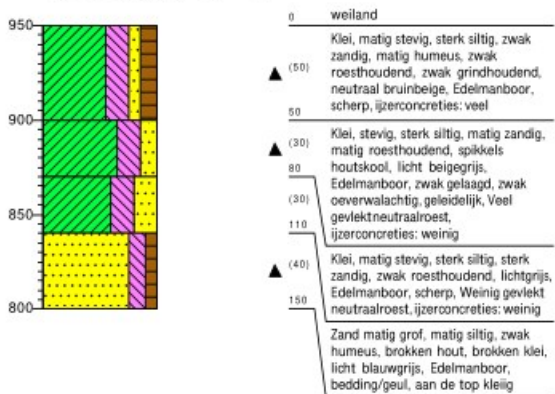 950
900
850
800
0 weiland
(50)
Klei, matig stevig, sterk siltig, zwak
zandig, matig humeus, zwak
roesthoudend, zwak grindhoudend,
neutraal bruinbeige, Edelmanboor,
scherp, ijzerconcreties: veel
50
(30)
Klei, stevig, sterk siltig, matig zandig,
matig roesthoudend, spikkels
houtskool, licht beigegrijs,
Edelmanboor, zwak gelaagd, zwak
oeverwalachtig, geleidelijk, Veel
gevlektneutraalroest,
ijzerconcreties: weinig
80
(30)
110
Klei, matig stevig, sterk siltig, sterk
zandig, zwak roesthoudend, lichtgrijs,
Edelmanboor, scherp, Weinig gevlekt
neutraalroest, ijzerconcreties: weinig
(40)
150
Zand matig grof, matig siltig, zwak
humeus, brokken hout, brokken klei,
licht blauwgrijs, Edelmanboor,
bedding/geul, aan de top kleiig